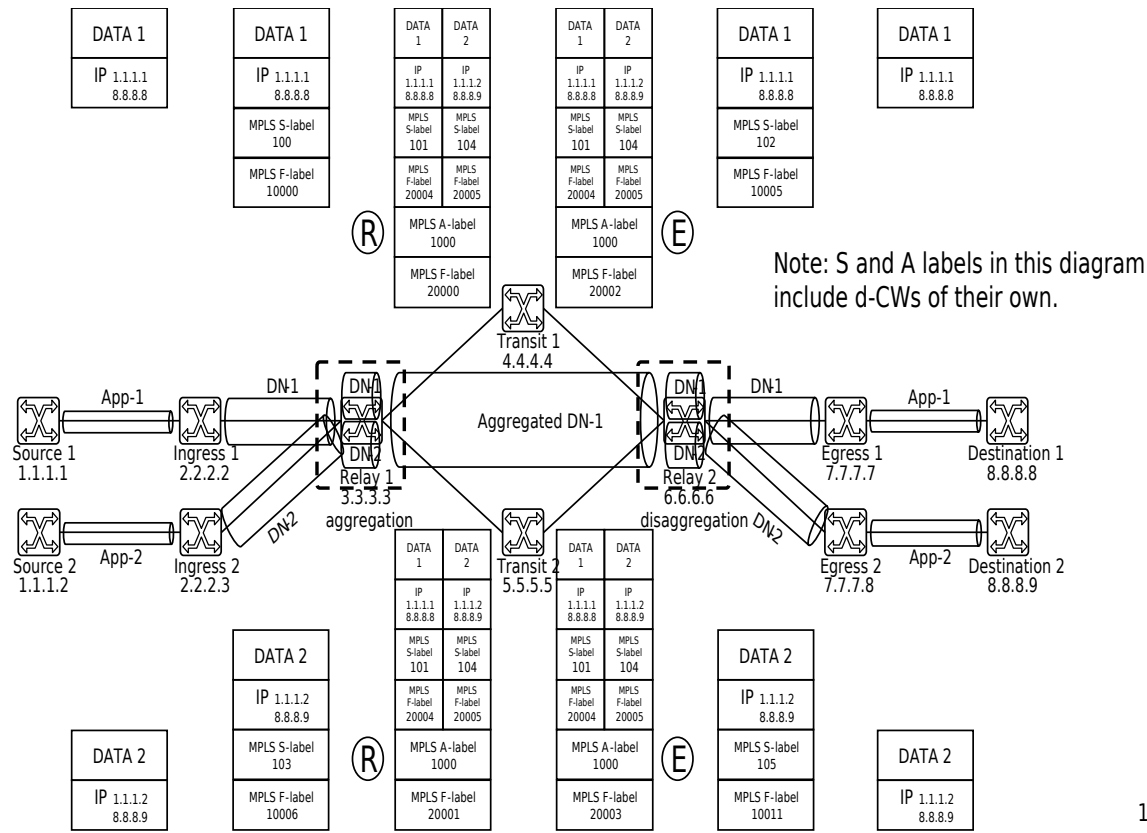 DATA 1
IP 1.1.1.1
8.8.8.8
DATA 1
IP 1.1.1.1
8.8.8.8
MPLS S-label
100
MPLS F-label
10000
DATA
1
DATA
2
IP
1.1.1.1
8.8.8.8
IP
1.1.1.2
8.8.8.9
MPLS
S-label
101
MPLS
S-label
104
MPLS
F-label
20004
MPLS
F-label
20005
MPLS A-label
1000
MPLS F-label
20000
R
DATA
1
DATA
2
IP
1.1.1.1
8.8.8.8
IP
1.1.1.2
8.8.8.9
MPLS
S-label
101
MPLS
S-label
104
MPLS
F-label
20004
MPLS
F-label
20005
MPLS A-label
1000
MPLS F-label
20002
E
DATA 1
IP 1.1.1.1
8.8.8.8
MPLS S-label
102
MPLS F-label
10005
DATA 1
IP 1.1.1.1
8.8.8.8
Note: S and A labels in this diagram
include d-CWs of their own.
Transit 1
4.4.4.4
Source 1
1.1.1.1
App-1
Ingress 1
2.2.2.2
DN-1
DN-1
DN-2
Relay 1
3.3.3.3
aggregation
Aggregated DN-1
DN-1
DN-2
Relay 2
6.6.6.6
disaggregation
DN-1
Egress 1
7.7.7.7
App-1
Destination 1
8.8.8.8
Source 2
1.1.1.2
App-2
Ingress 2
2.2.2.3
DN-2
Transit 2
5.5.5.5
DN-2
Egress 2
7.7.7.8
App-2
Destination 2
8.8.8.9
DATA 2
IP 1.1.1.2
8.8.8.9
DATA 2
IP 1.1.1.2
8.8.8.9
MPLS S-label
103
MPLS F-label
10006
R
DATA
1
DATA
2
IP
1.1.1.1
8.8.8.8
IP
1.1.1.2
8.8.8.9
MPLS
S-label
101
MPLS
S-label
104
MPLS
F-label
20004
MPLS
F-label
20005
MPLS A-label
1000
MPLS F-label
20001
DATA
1
DATA
2
IP
1.1.1.1
8.8.8.8
IP
1.1.1.2
8.8.8.9
MPLS
S-label
101
MPLS
S-label
104
MPLS
F-label
20004
MPLS
F-label
20005
MPLS A-label
1000
MPLS F-label
20003
E
DATA 2
IP 1.1.1.2
8.8.8.9
MPLS S-label
105
MPLS F-label
10011
DATA 2
IP 1.1.1.2
8.8.8.9
1